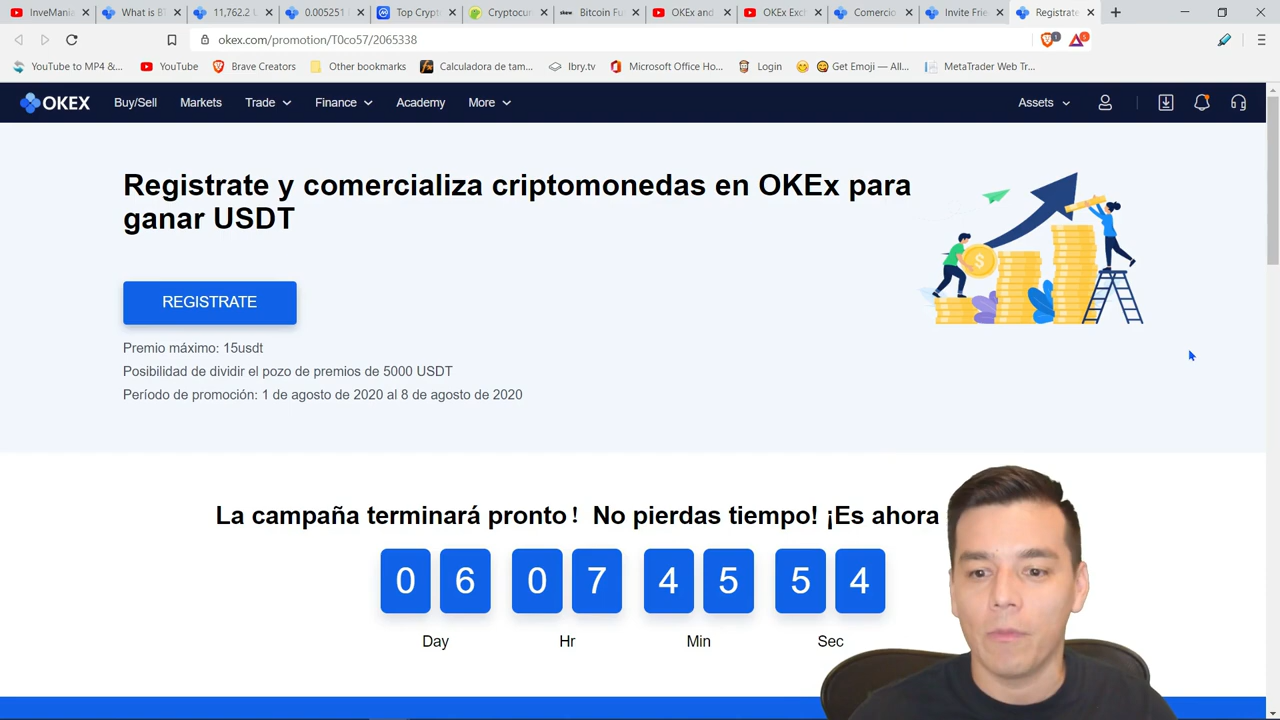 InveMania
What is B
11.762.2 U
0.005251
Top Crypto
Cryptocur
skew
Bitcoin Fu
OKEx and
OKEx Exch
Comercio
Invite Frie
Registrate
okex.com/promotion/T0co57/2065338
1
5
YouTube to MP4 &...
YouTube
Brave Creators
Other bookmarks
Calculadora de tam...
lbry.tv
Microsoft Office Ho...
Login
Get Emoji — All...
MetaTrader Web Tr...
OKEX
Buy/Sell
Markets
Trade
Finance
Academy
More
Assets
Registrate y comercializa criptomonedas en OKEx para
ganar USDT
REGISTRATE
Premio máximo: 15usdt
Posibilidad de dividir el pozo de premios de 5000 USDT
Período de promoción: 1 de agosto de 2020 al 8 de agosto de 2020
La campaña terminará pronto！No pierdas tiempo! ¡Es ahora
0 6 0 7 4 5 5 4
Day Hr Min Sec